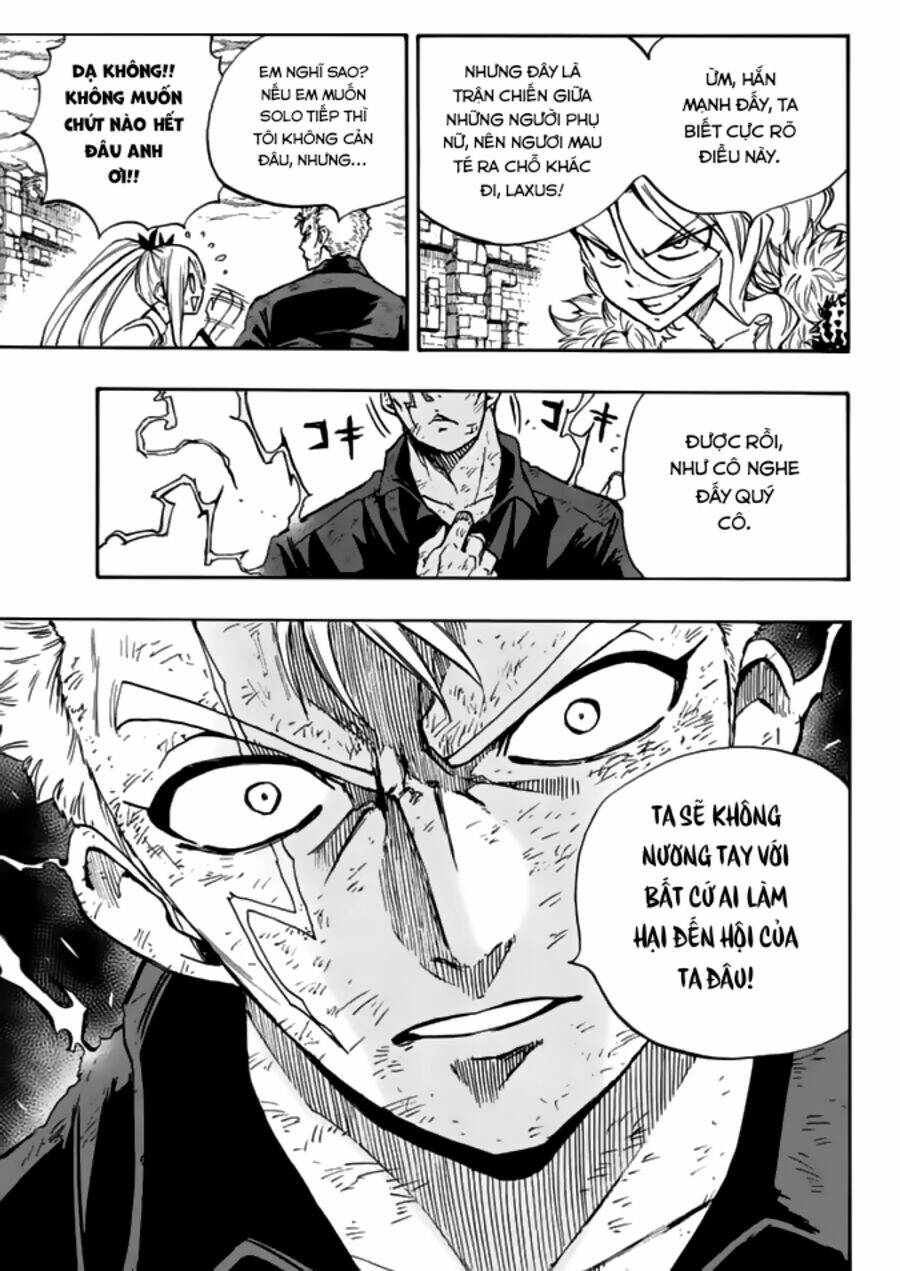 ỪM, HẮN
MẠNH ĐẤY, TA
BIẾT CỰC RÕ
ĐIỀU NÀY.
NHƯNG ĐÂY LÀ
TRẬN CHIẾN GIỮA
NHỮNG NGƯỜI PHỤ
NỮ, NÊN NGƯƠI MAU
TÉ RA CHỖ KHÁC
ĐI, LAXUS!
EM NGHĨ SAO?
NẾU EM MUỐN
SOLO TIẾP THÌ
TÔI KHÔNG CẢN
ĐÂU, NHƯNG...
DẠ KHÔNG!!
KHÔNG MUỐN
CHÚT NÀO HẾT
ĐÂU ANH
ƠI!!
ĐƯỢC RỒI,
NHƯ CÔ NGHE
ĐẤY QUÝ
CÔ.
コキ
コキ
TA SẼ KHÔNG
NƯƠNG TAY VỚI
BẤT CỨ AI LÀM
HẠI ĐẾN HỘI CỦA
TA ĐÂU!